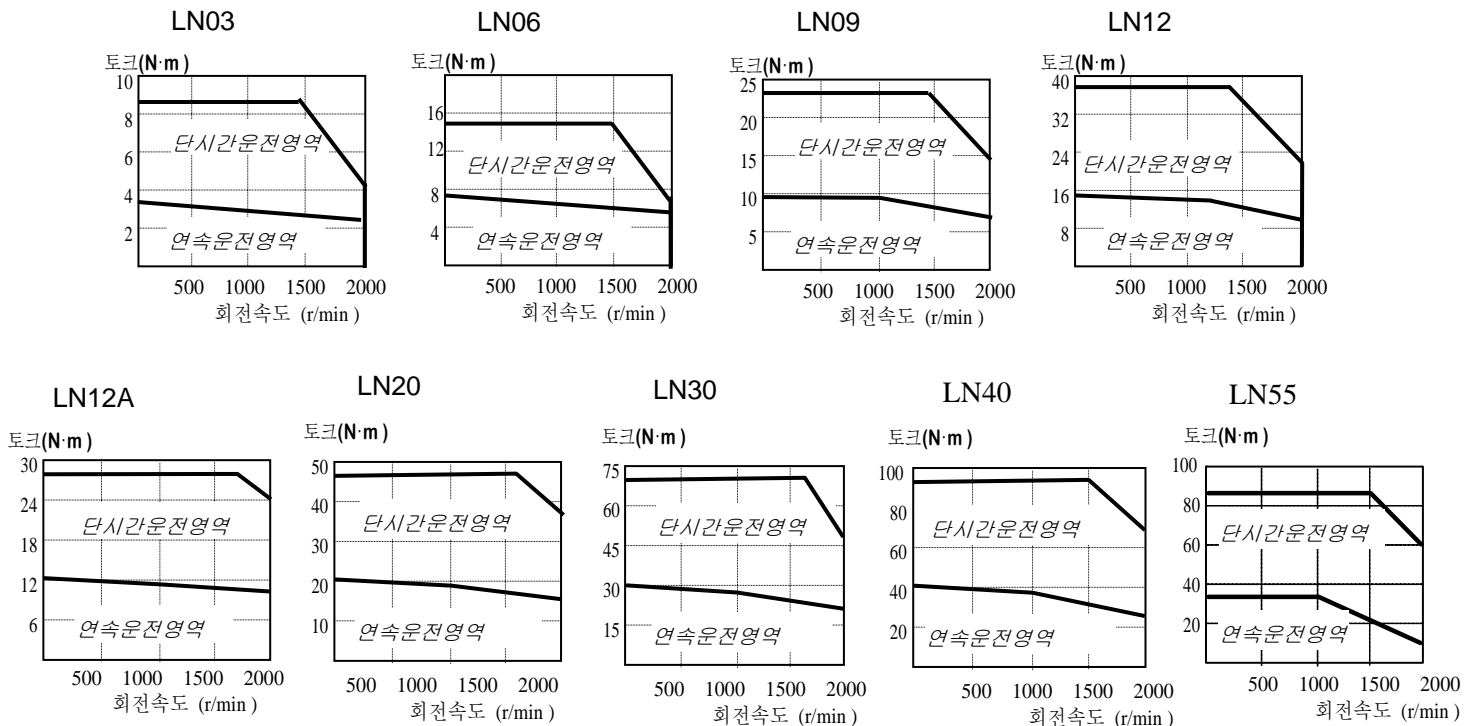 LN03 LN06 LN09 LN12
토크(N·m)
10
8
6
4
2
단시간운전영역
연속운전영역
500 1000 1500 2000
회전속도 (r/min)
토크(N·m)
16
12
8
4
단시간운전영역
연속운전영역
500 1000 1500 2000
회전속도 (r/min)
토크(N·m)
25
20
15
10
5
단시간운전영역
연속운전영역
500 1000 1500 2000
회전속도 (r/min)
토크(N·m)
40
32
24
16
8
단시간운전영역
연속운전영역
500 1000 1500 2000
회전속도 (r/min)
LN12A LN20 LN30 LN40 LN55
토크(N·m)
30
24
18
12
6
단시간운전영역
연속운전영역
500 1000 1500 2000
회전속도 (r/min)
토크(N·m)
50
40
30
20
10
단시간운전영역
연속운전영역
500 1000 1500 2000
회전속도 (r/min)
토크(N·m)
75
60
45
30
15
단시간운전영역
연속운전영역
500 1000 1500 2000
회전속도 (r/min)
토크(N·m)
100
80
60
40
20
단시간운전영역
연속운전영역
500 1000 1500 2000
회전속도 (r/min)
토크(N·m)
100
80
60
40
20
단시간운전영역
연속운전영역
500 1000 1500 2000
회전속도 (r/min)